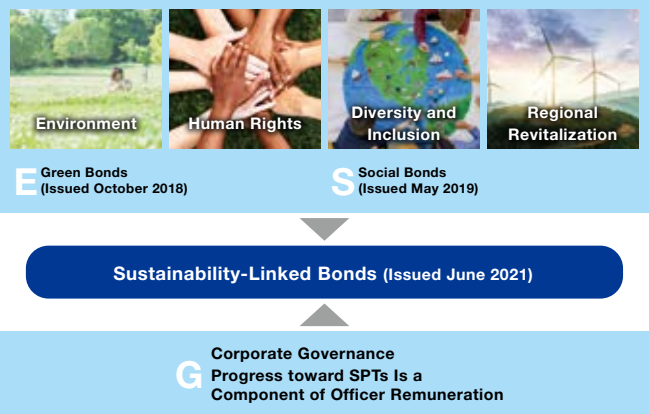 Environment
Human Rights
Diversity and
Inclusion
Regional
Revitalization
E Green Bonds
(Issued October 2018)
S Social Bonds
(Issued May 2019)
Sustainability-Linked Bonds (Issued June 2021)
G Corporate Governance
Progress toward SPTs Is a
Component of Officer Remuneration